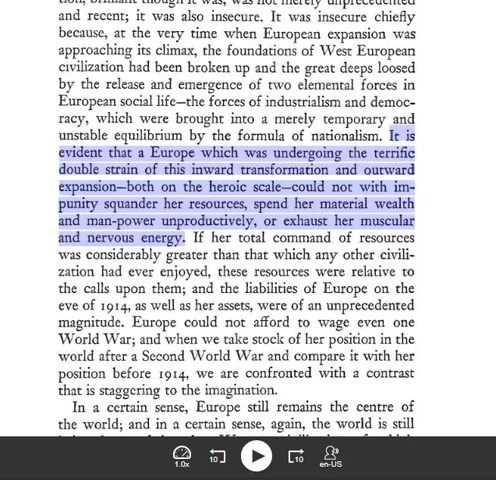 tion, brilliant though it was, was not merely unprecedented
and recent; it was also insecure. It was insecure chiefly
because, at the very time when European expansion was
approaching its climax, the foundations of West European
civilization had been broken up and the great deeps loosed
by the release and emergence of two elemental forces in
European social life—the forces of industrialism and democ-
racy, which were brought into a merely temporary and
unstable equilibrium by the formula of nationalism. It is
evident that a Europe which was undergoing the terrific
double strain of this inward transformation and outward
expansion—both on the heroic scale—could not with im-
punity squander her resources, spend her material wealth
and man-power unproductively, or exhaust her muscular
and nervous energy. If her total command of resources
was considerably greater than that which any other civili-
zation had ever enjoyed, these resources were relative to
the calls upon them; and the liabilities of Europe on the
eve of 1914, as well as her assets, were of an unprecedented
magnitude. Europe could not afford to wage even one
World War; and when we take stock of her position in the
world after a Second World War and compare it with her
position before 1914, we are confronted with a contrast
that is staggering to the imagination.
In a certain sense, Europe still remains the centre of
the world; and in a certain sense, again, the world is still
1.0x
10
10
en-US